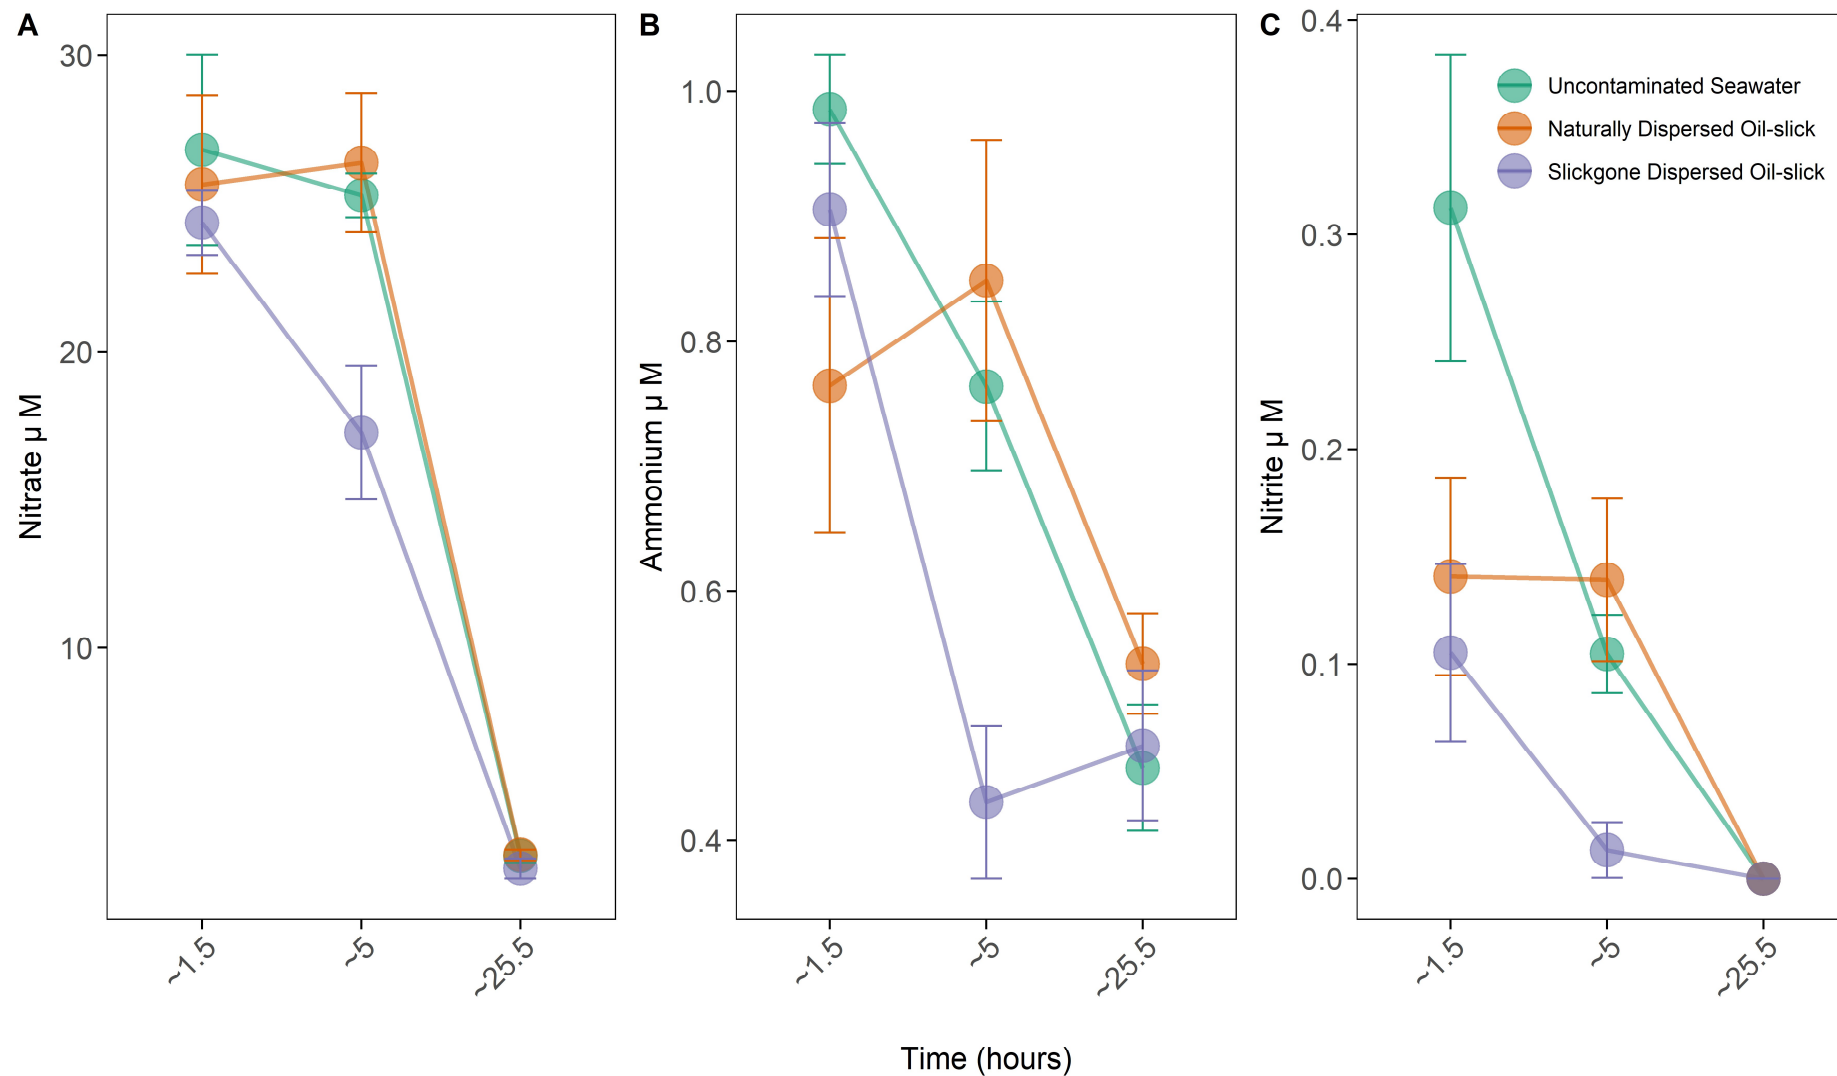 A
B
C
30
20
10
Nitrate µ M
~1.5
~5
~25.5
1.0
0.8
0.6
0.4
Ammonium µ M
~1.5
~5
~25.5
0.4
0.3
0.2
0.1
0.0
Nitrite µ M
Uncontaminated Seawater
Naturally Dispersed Oil-slick
Slickgone Dispersed Oil-slick
~1.5
~5
~25.5
Time (hours)